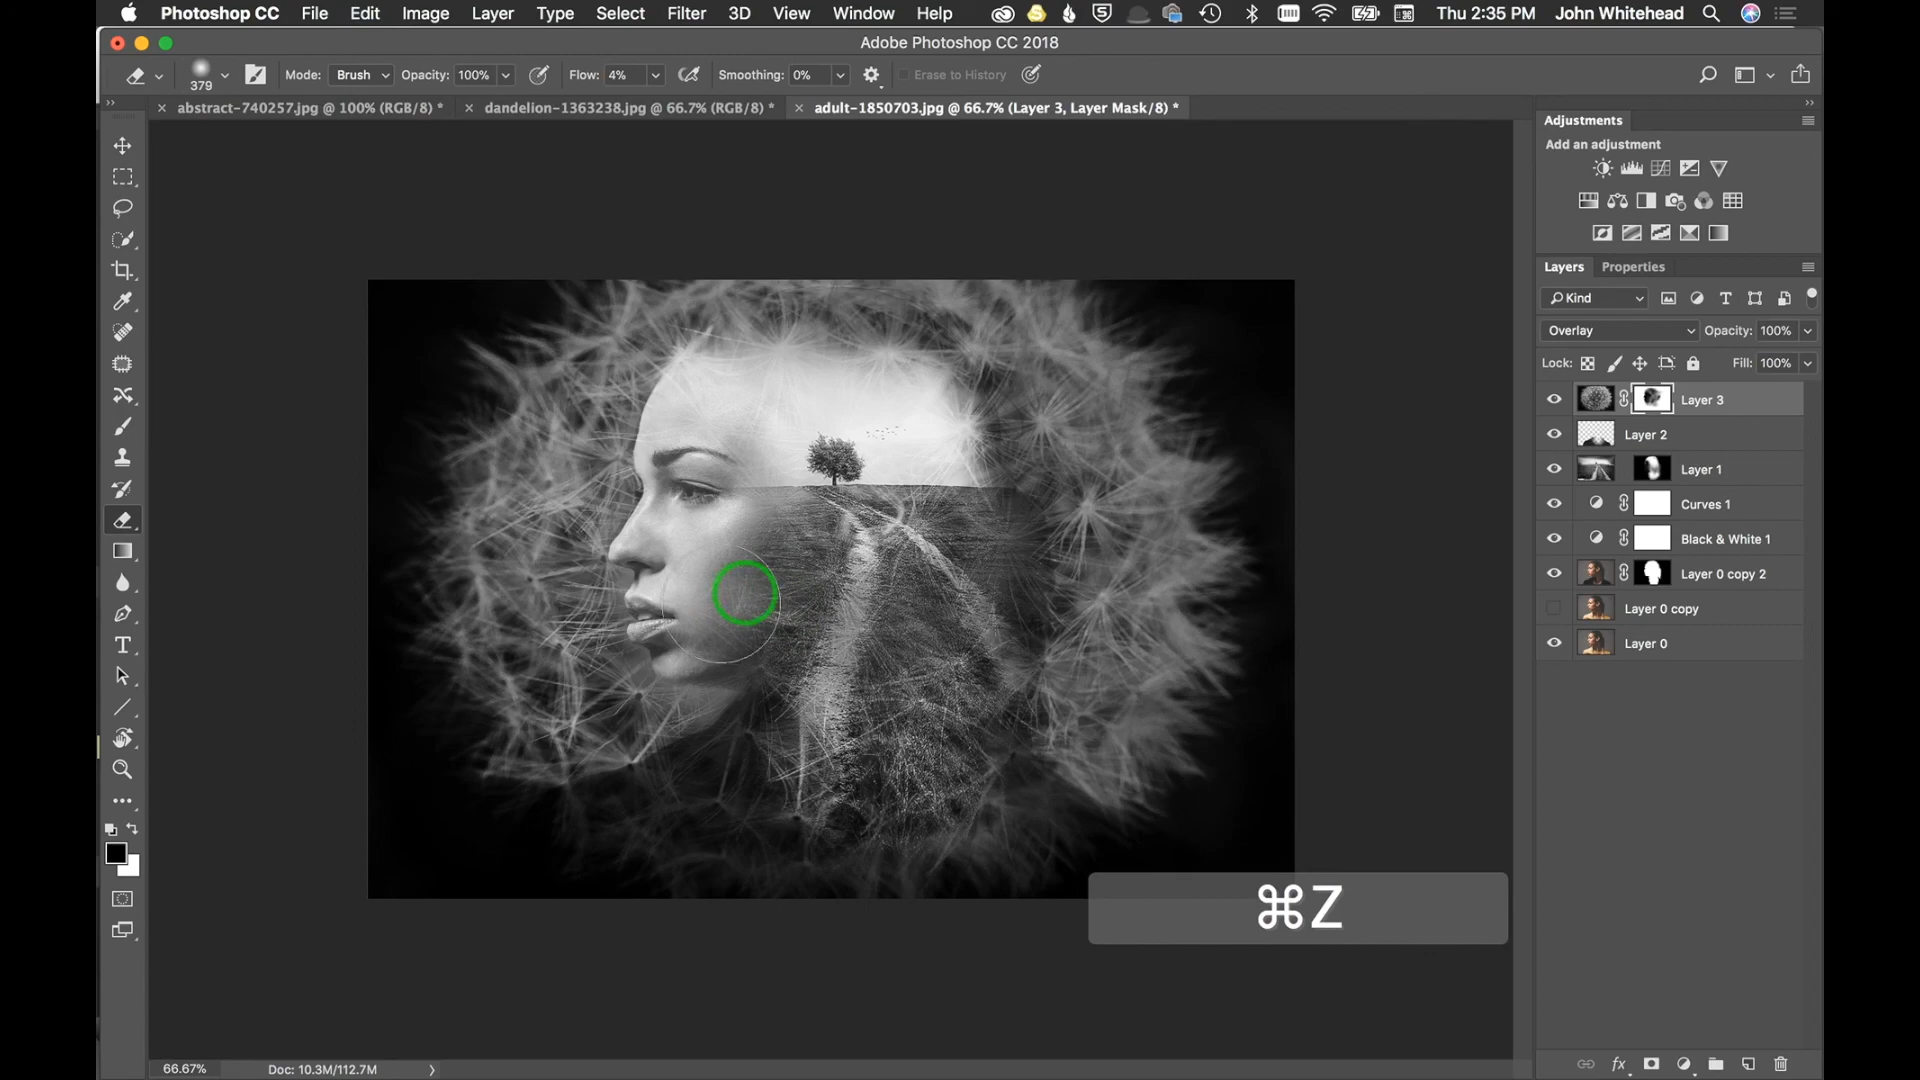 Photoshop CC File Edit Image Layer Type Select Filter 3D View Window Help Thu 2:35 PM John Whitehead
Adobe Photoshop CC 2018
379 Mode: Brush Opacity: 100% Flow: 4% Smoothing: 0% Erase to History
abstract-740257.jpg @ 100% (RGB/8) * dandelion-1363238.jpg @ 66.7% (RGB/8) * adult-1850703.jpg @ 66.7% (Layer 3, Layer Mask/8) *
Adjustments
Add an adjustment
Layers Properties
Kind
Overlay Opacity: 100%
Lock: Fill: 100%
Layer 3
Layer 2
Layer 1
Curves 1
Black & White 1
Layer 0 copy 2
Layer 0 copy
Layer 0
⌘Z
66.67% Doc: 10.3M/112.7M